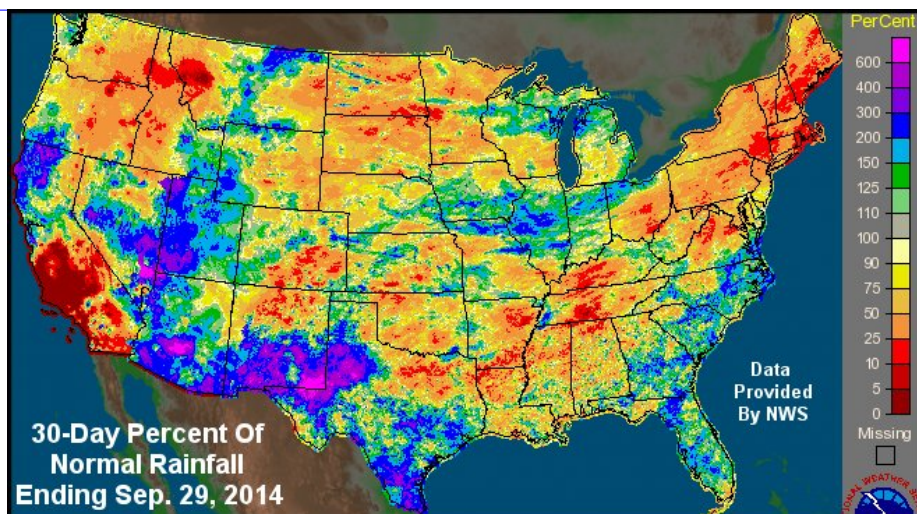 PerCent
600
400
300
200
150
125
110
100
90
75
50
25
10
5
0
Missing
Data
Provided
By NWS
30-Day Percent Of
Normal Rainfall
Ending Sep. 29, 2014